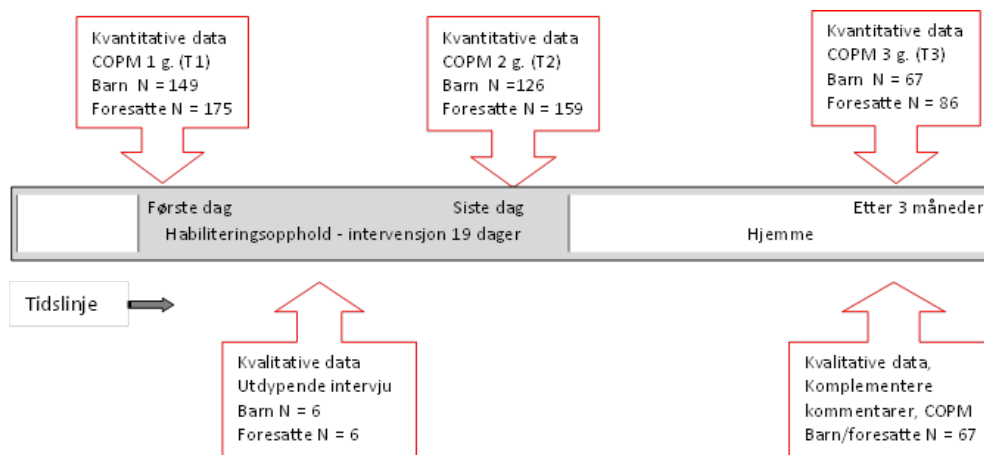 Kvantitative data
COPM 1 g. (T1)
Barn N =149
Foresatte N = 175
Kvantitative data
COPM 2 g. (T2)
Barn N =126
Foresatte N = 159
Kvantitative data
COPM 3 g. (T3)
Barn N = 67
Foresatte N = 86
Første dag
Siste dag
Etter 3 måneder
Habiliteringsopphold - intervensjon 19 dager
Hjemme
Tidslinje
Kvalitative data
Utdypende intervju
Barn N = 6
Foresatte N = 6
Kvalitative data,
Komplementere
kommentarer, COPM
Barn/foresatte N = 67